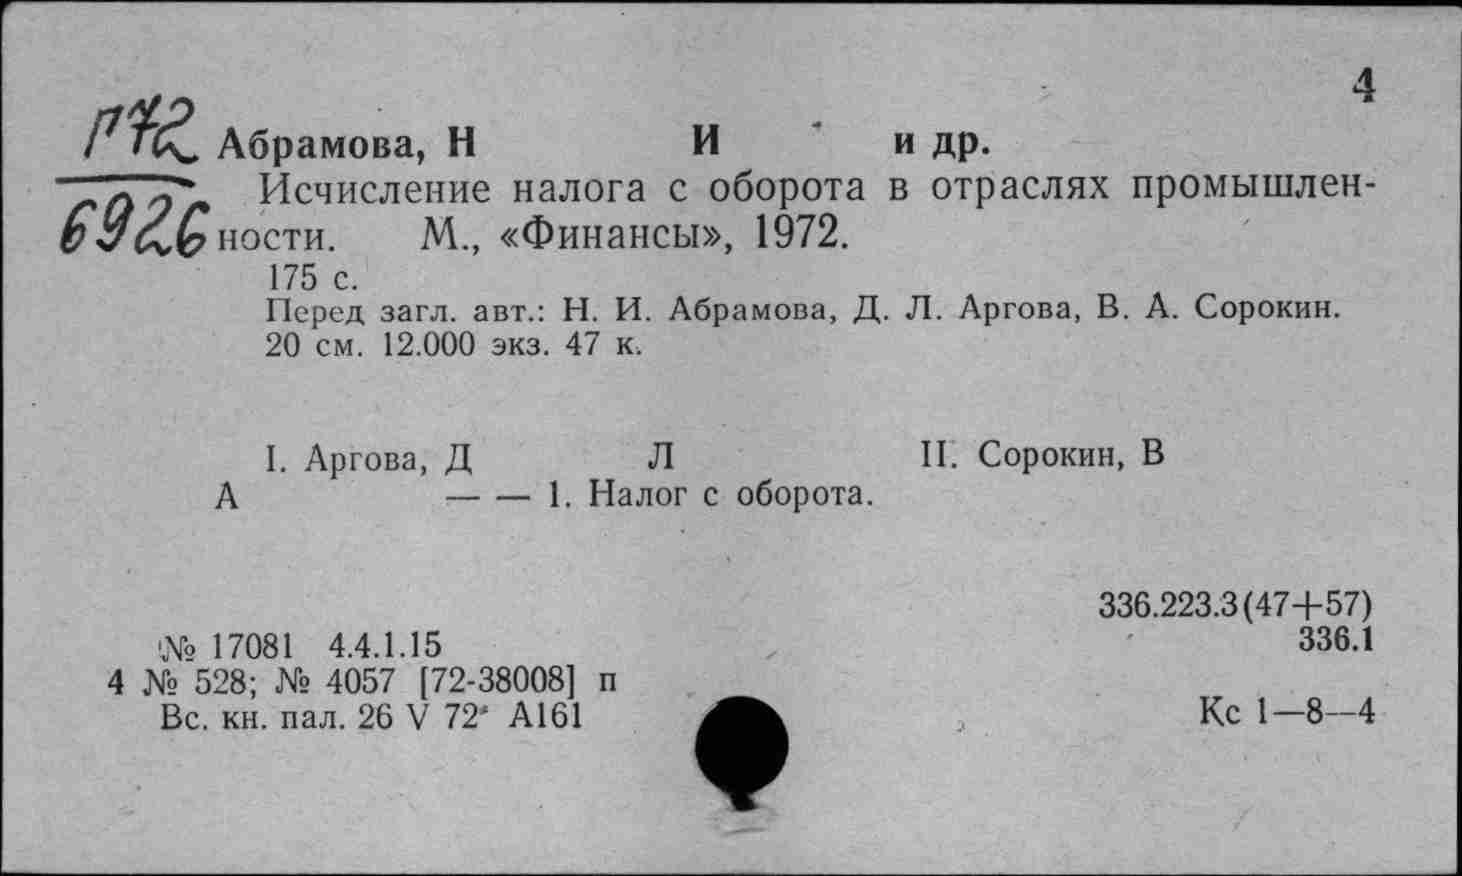 4
П72
6926
Абрамова, Н И и др.
Исчисление налога с оборота в отраслях промышлен-
ности. М., «Финансы», 1972.
175 с.
Перед загл. авт.: Н. И. Абрамова, Д. Л. Аргова, В. А. Сорокин.
20 см. 12.000 экз. 47 к.
I. Аргова, Д Л II. Сорокин, В
А — — 1. Налог с оборота.
336.223.3(47+57)
336.1
№ 17081 4.4.1.15
4 № 528; № 4057 [72-38008] п
Вс. кн. пал. 26 V 72 А161
Кс 1—8—4